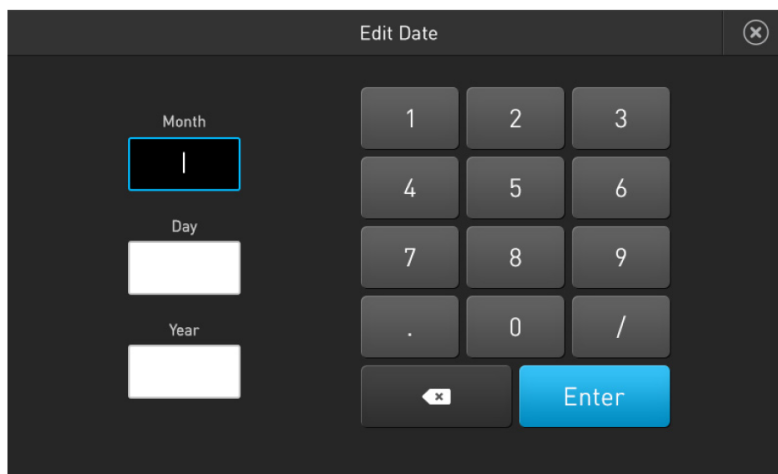 Edit Date
Month
Day
Year
1 2 3
4 5 6
7 8 9
. 0 /
Enter